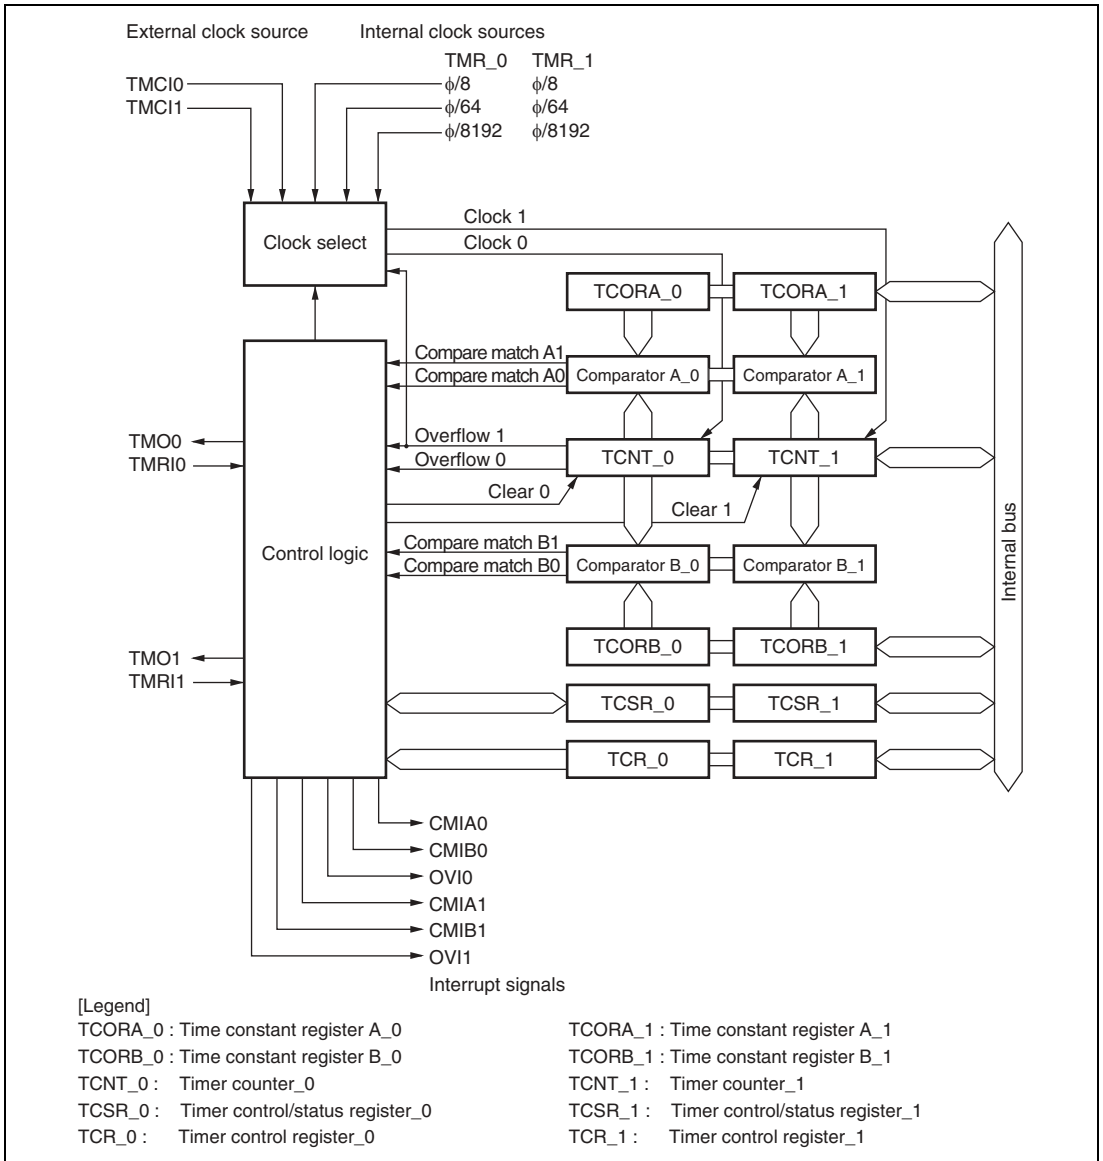 External clock source Internal clock sources
TMR_0 TMR_1
TMCI0 ϕ/8 ϕ/8
TMCI1 ϕ/64 ϕ/64
ϕ/8192 ϕ/8192
Clock 1
Clock select
Clock 0
TCORA_0 TCORA_1
Compare match A1
Compare match A0 Comparator A_0 Comparator A_1
TMO0 Overflow 1
TMRI0 Overflow 0 TCNT_0 TCNT_1
Clear 0
Clear 1
Internal bus
Control logic
Compare match B1
Compare match B0 Comparator B_0 Comparator B_1
TMO1 TCORB_0 TCORB_1
TMRI1
TCSR_0 TCSR_1
TCR_0 TCR_1
CMIA0
CMIB0
OVI0
CMIA1
CMIB1
OVI1
Interrupt signals
[Legend]
TCORA_0 : Time constant register A_0 TCORA_1 : Time constant register A_1
TCORB_0 : Time constant register B_0 TCORB_1 : Time constant register B_1
TCNT_0 : Timer counter_0 TCNT_1 : Timer counter_1
TCSR_0 : Timer control/status register_0 TCSR_1 : Timer control/status register_1
TCR_0 : Timer control register_0 TCR_1 : Timer control register_1